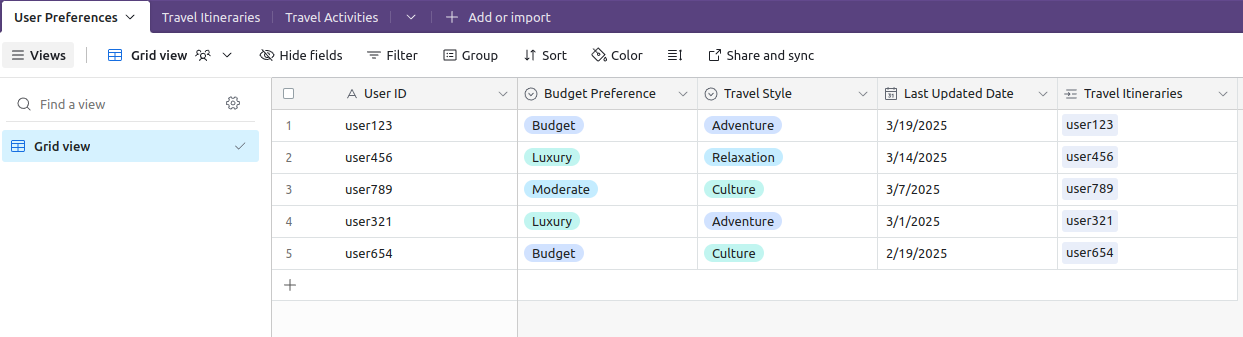 User Preferences Travel Itineraries Travel Activities Add or import
Views Grid view Hide fields Filter Group Sort Color Share and sync
Find a view
Grid view
User ID Budget Preference Travel Style Last Updated Date Travel Itineraries
1 user123 Budget Adventure 3/19/2025 user123
2 user456 Luxury Relaxation 3/14/2025 user456
3 user789 Moderate Culture 3/7/2025 user789
4 user321 Luxury Adventure 3/1/2025 user321
5 user654 Budget Culture 2/19/2025 user654